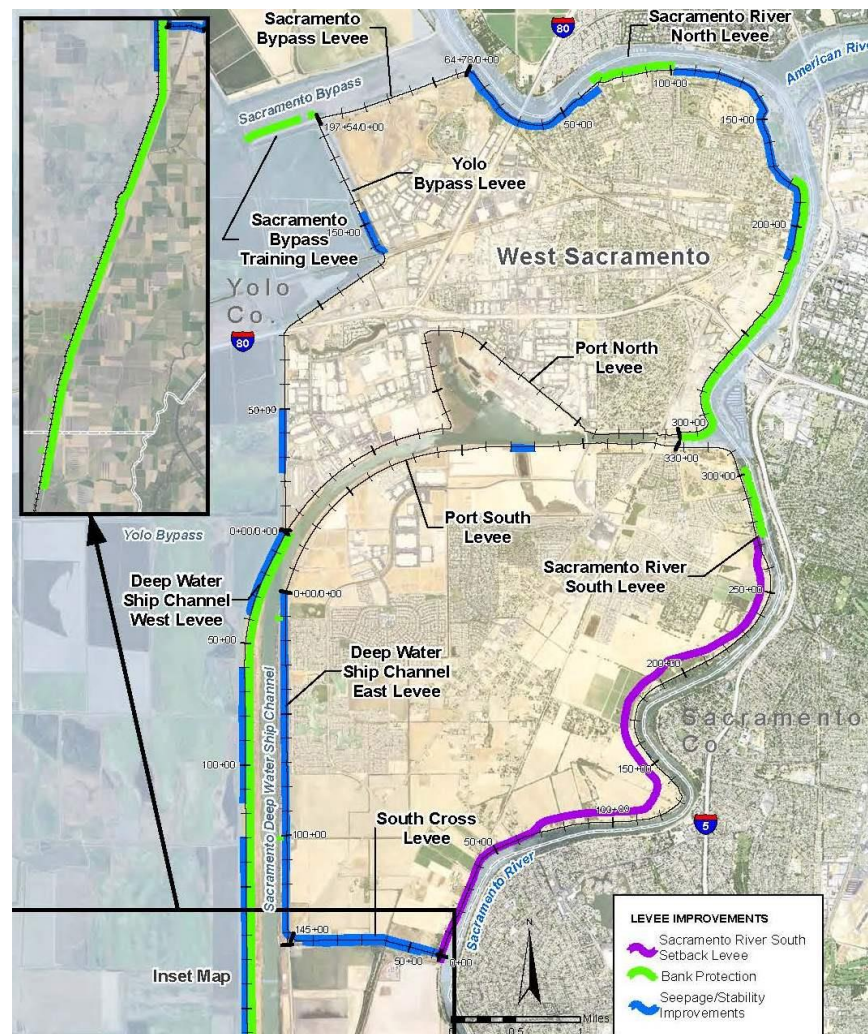 Sacramento
Bypass Levee
80
Sacramento River
North Levee
American Rive
64+78/0+00
Sacramento Bypass
100+00
50+00
150+00
197+54/0+00
Yolo
Bypass Levee
Sacramento
Bypass
Training Levee
150+00
200+00
West Sacramento
Yolo
Co.
80
Port North
Levee
50+00
300+00
330+00
300+00
Port South
Levee
Yolo Bypass
0+00/0+00
Sacramento River
South Levee
Deep Water
Ship Channel
West Levee
0+00/0+00
250+00
50+00
Deep Water
Ship Channel
East Levee
200+00
Sacramento
Co.
Sacramento Deep Water Ship Channel
100+00
150+00
100+00
South Cross
Levee
100+00
50+00
5
Sacramento River
145+00
50+00
0+00
Inset Map
N
Miles
0.5
1
LEVEE IMPROVEMENTS
Sacramento River South
Setback Levee
Bank Protection
Seepage/Stability
Improvements